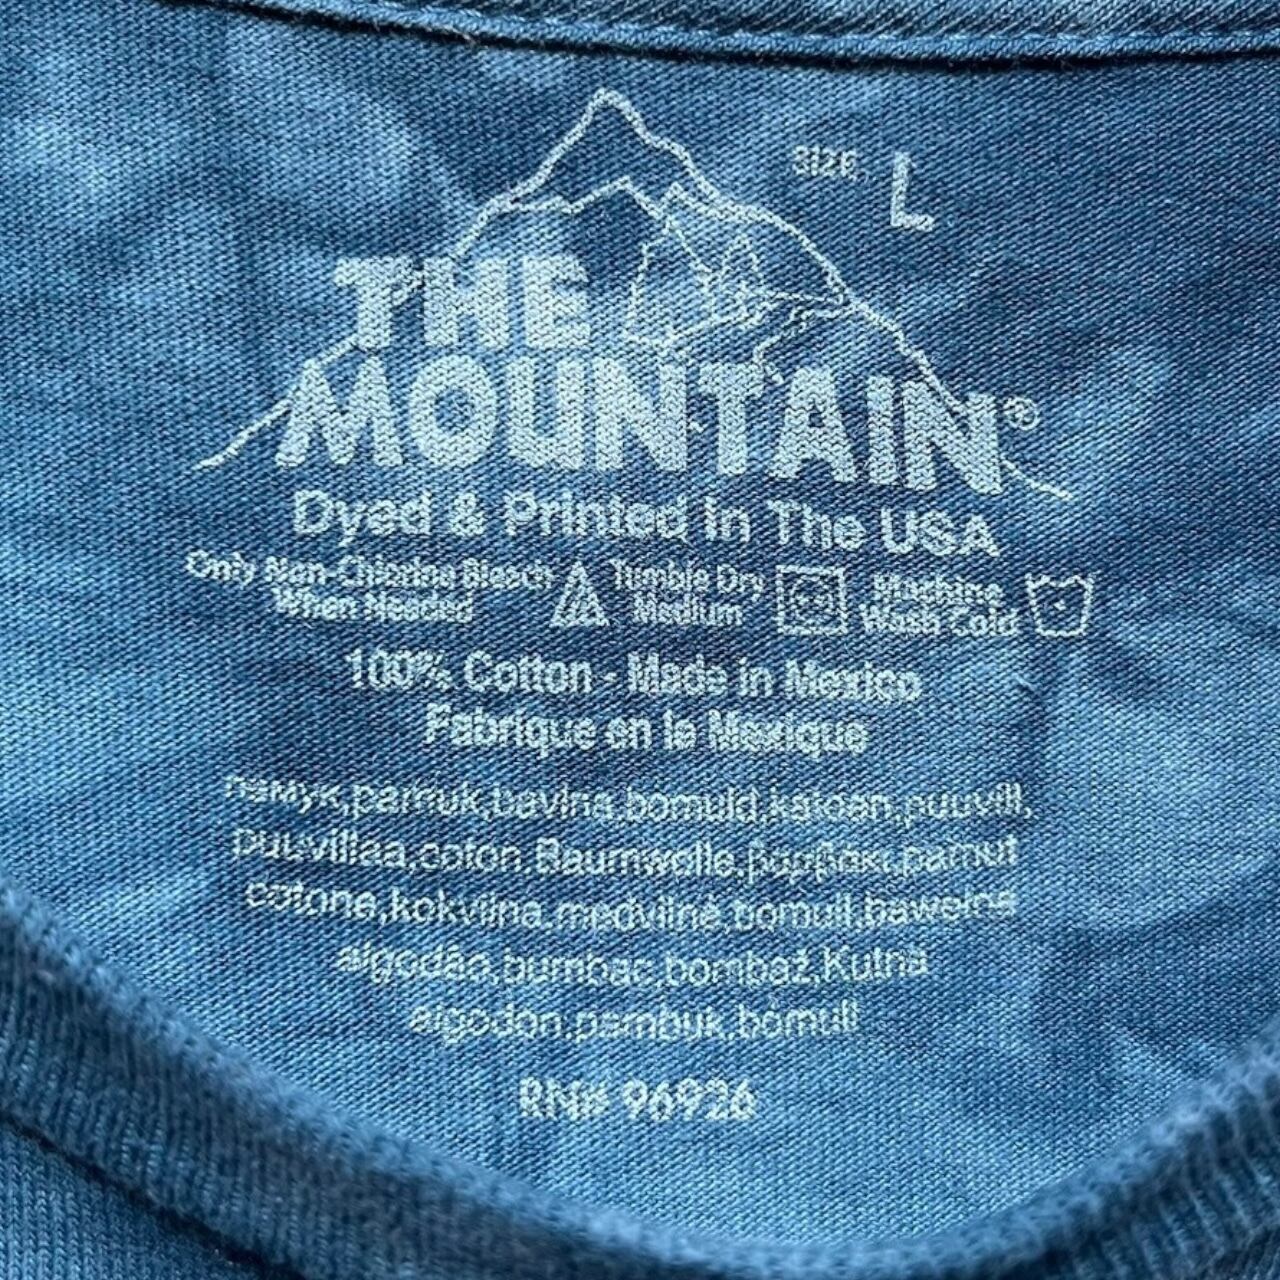 SIZE. L
THE
MOUNTAIN®
Dyed & Printed In The USA
Only Non-Chlorine Bleach
When Needed
Tumble Dry
Medium
Machine
Wash Cold
100% Cotton - Made in Mexico
Fabrique en le Mexique
памук,pamuk,bavlna,bomuld,katoen,puuvill,
puuvillaa,coton,Baumwolle,βαμβάκι,pamut
cotone,kokvilna,medvilnė,bomull,bawełna
algodão,bumbac,bombaž,Kutná
algodon,pambuk,bómull
RN# 96926